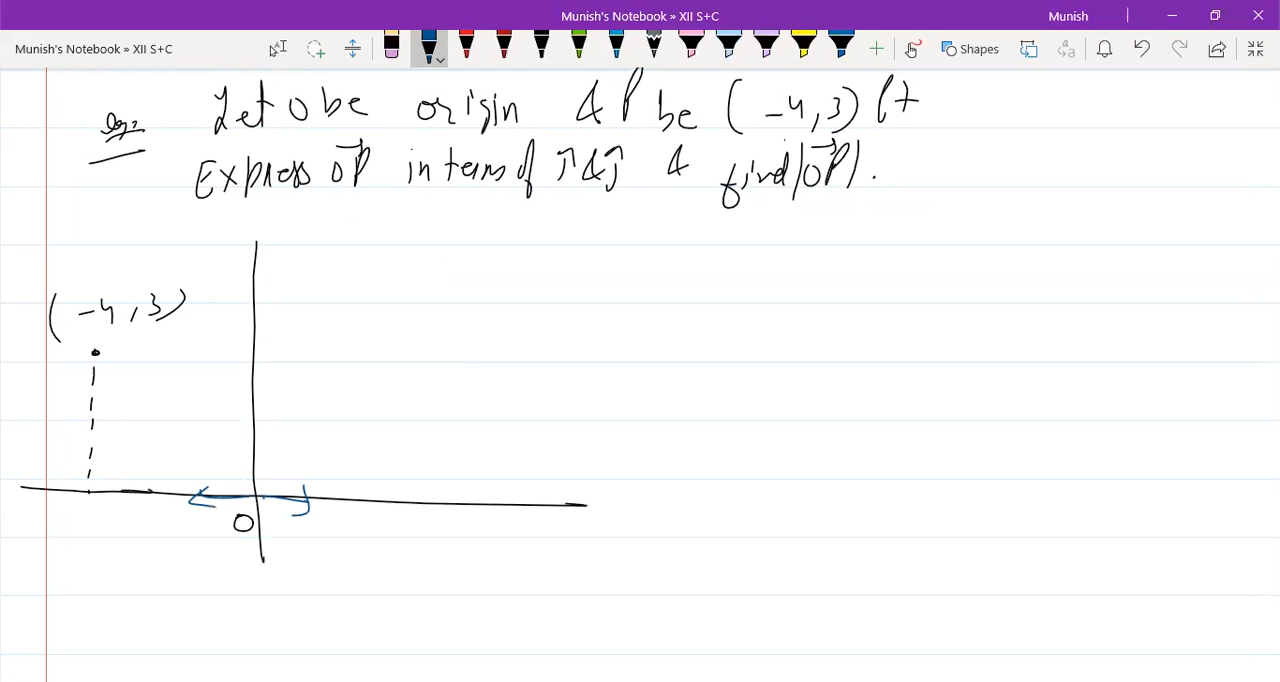 Munish's Notebook » XII S+C
Munish
Munish's Notebook » XII S+C
Shapes
Let O be origin & P be (-4,3) Pt
Express OP⃗ in terms of î & ĵ & find |OP⃗|.
(-4,3)
O